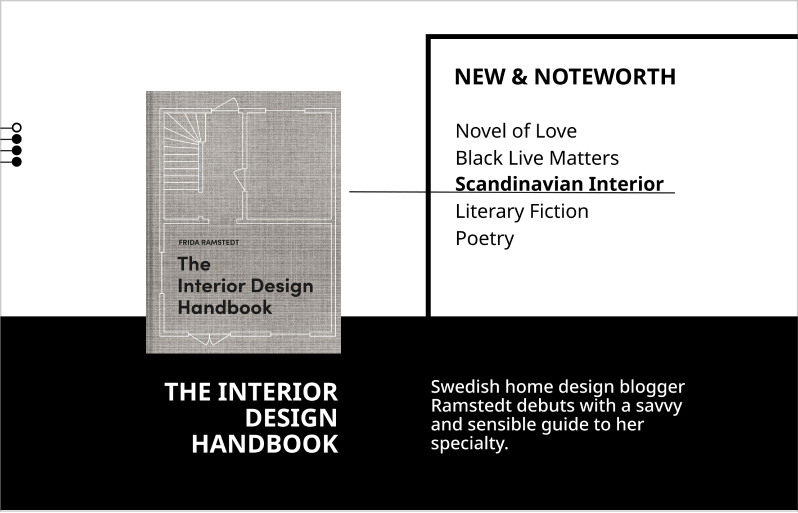 NEW & NOTEWORTH
Novel of Love
Black Live Matters
Scandinavian Interior
Literary Fiction
Poetry
FRIDA RAMSTEDT
The
Interior Design
Handbook
THE INTERIOR
DESIGN
HANDBOOK
Swedish home design blogger
Ramstedt debuts with a savvy
and sensible guide to her
specialty.